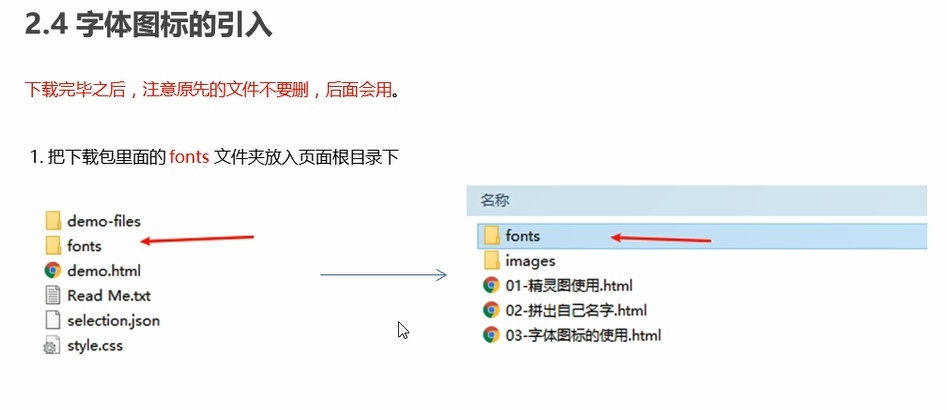 2.4 字体图标的引入
下载完毕之后，注意原先的文件不要删，后面会用。
1. 把下载包里面的 fonts 文件夹放入页面根目录下
demo-files
fonts
demo.html
Read Me.txt
selection.json
style.css
名称
fonts
images
01-精灵图使用.html
02-拼出自己名字.html
03-字体图标的使用.html